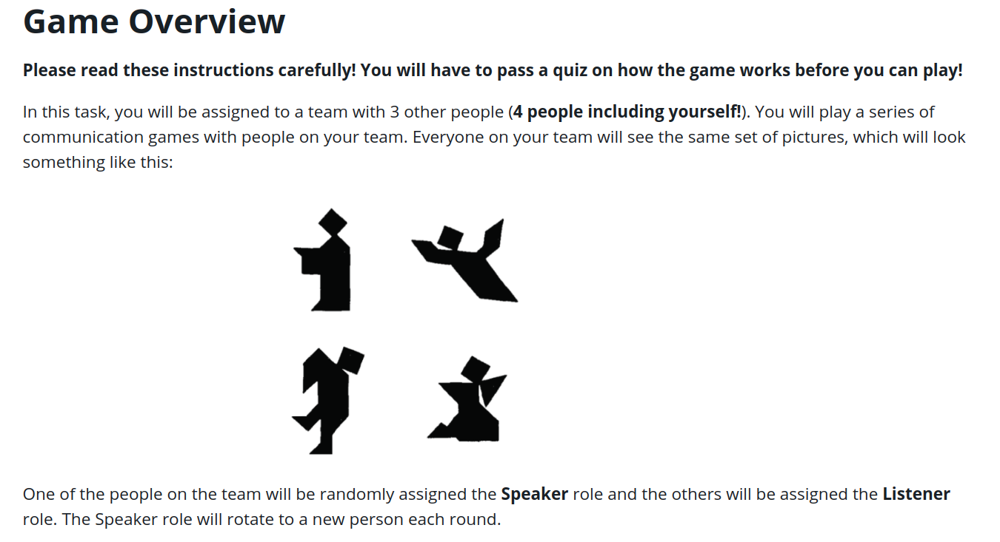 Game Overview
Please read these instructions carefully! You will have to pass a quiz on how the game works before you can play!
In this task, you will be assigned to a team with 3 other people (4 people including yourself!). You will play a series of
communication games with people on your team. Everyone on your team will see the same set of pictures, which will look
something like this:
One of the people on the team will be randomly assigned the Speaker role and the others will be assigned the Listener
role. The Speaker role will rotate to a new person each round.